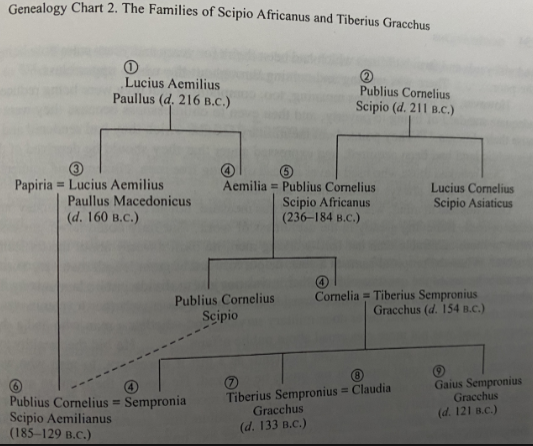 Genealogy Chart 2. The Families of Scipio Africanus and Tiberius Gracchus
①
Lucius Aemilius
Paullus (d. 216 B.C.)
②
Publius Cornelius
Scipio (d. 211 B.C.)
③
Papiria = Lucius Aemilius
Paullus Macedonicus
(d. 160 B.C.)
④ ⑤
Aemilia = Publius Cornelius
Scipio Africanus
(236–184 B.C.)
Lucius Cornelius
Scipio Asiaticus
Publius Cornelius
Scipio
④
Cornelia = Tiberius Sempronius
Gracchus (d. 154 B.C.)
⑥ ④
Publius Cornelius = Sempronia
Scipio Aemilianus
(185–129 B.C.)
⑦ ⑧
Tiberius Sempronius = Claudia
Gracchus
(d. 133 B.C.)
⑨
Gaius Sempronius
Gracchus
(d. 121 B.C.)